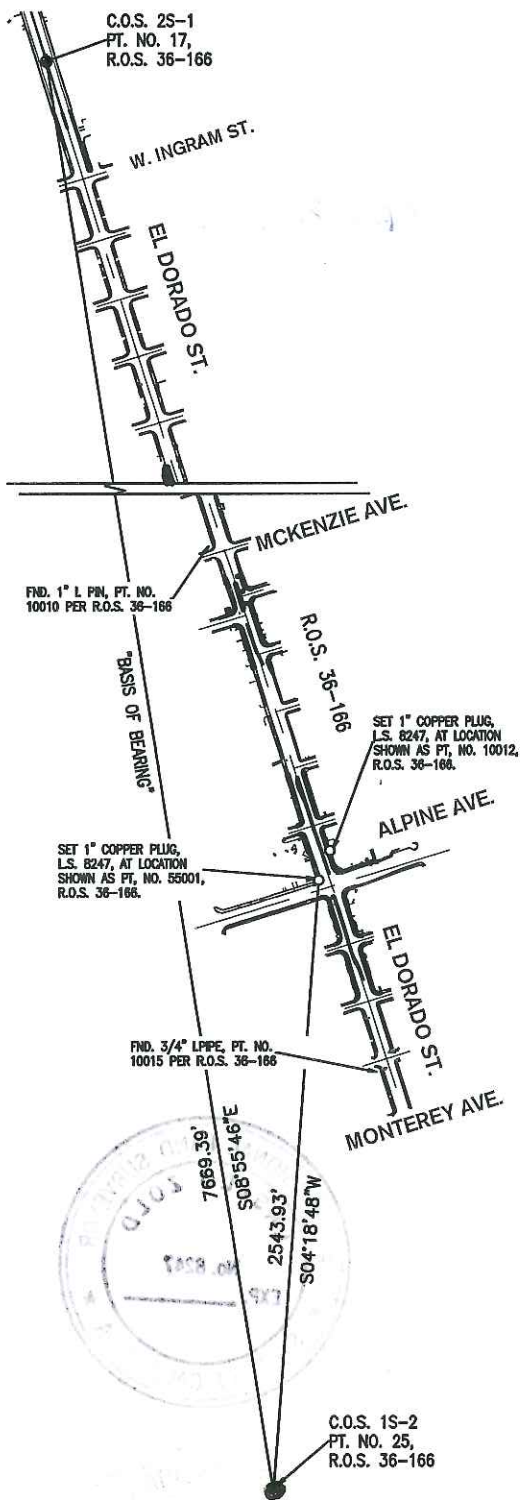 C.O.S. 2S-1
PT. NO. 17,
R.O.S. 36-166
W. INGRAM ST.
EL DORADO ST.
MCKENZIE AVE.
FND. 1" I. PIN, PT. NO.
10010 PER R.O.S. 36-166
"BASIS OF BEARING"
R.O.S. 36-166
SET 1" COPPER PLUG,
L.S. 8247, AT LOCATION
SHOWN AS PT, NO. 10012,
R.O.S. 36-166.
ALPINE AVE.
SET 1" COPPER PLUG,
L.S. 8247, AT LOCATION
SHOWN AS PT, NO. 55001,
R.O.S. 36-166.
EL DORADO ST.
FND. 3/4" I.PIPE, PT. NO.
10015 PER R.O.S. 36-166
MONTEREY AVE.
7669.39'
S08°55'46"E
2543.93'
S04°18'48"W
No. 8247
EXP.
C.O.S. 1S-2
PT. NO. 25,
R.O.S. 36-166